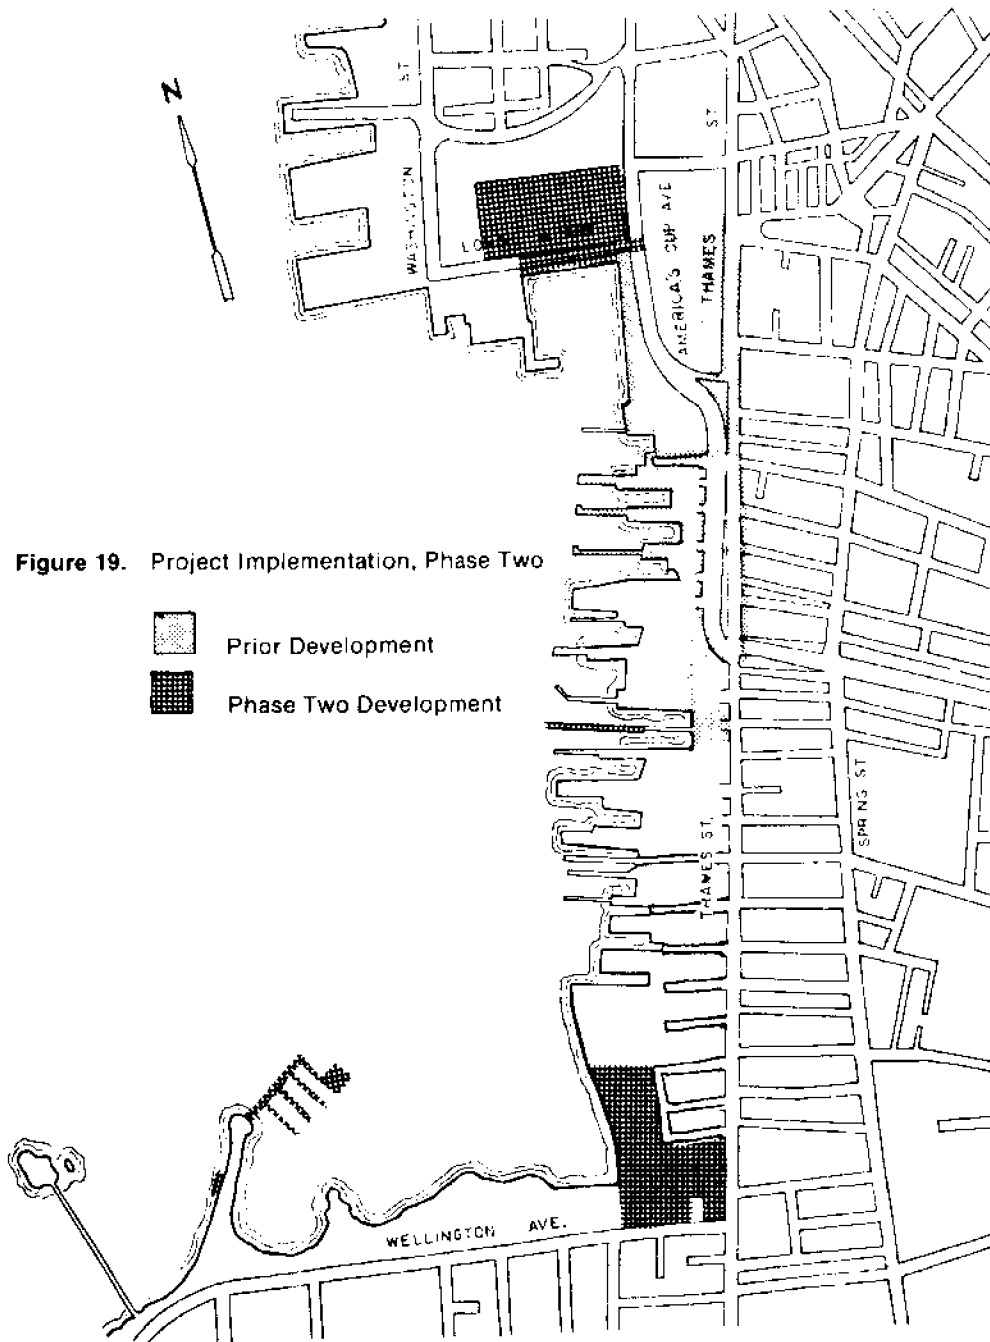 N
WASHINGTON ST.
AMERICA'S CUP AVE
THAMES ST.
Figure 19. Project Implementation, Phase Two
Prior Development
Phase Two Development
SPRING ST
THAMES ST.
WELLINGTON AVE.